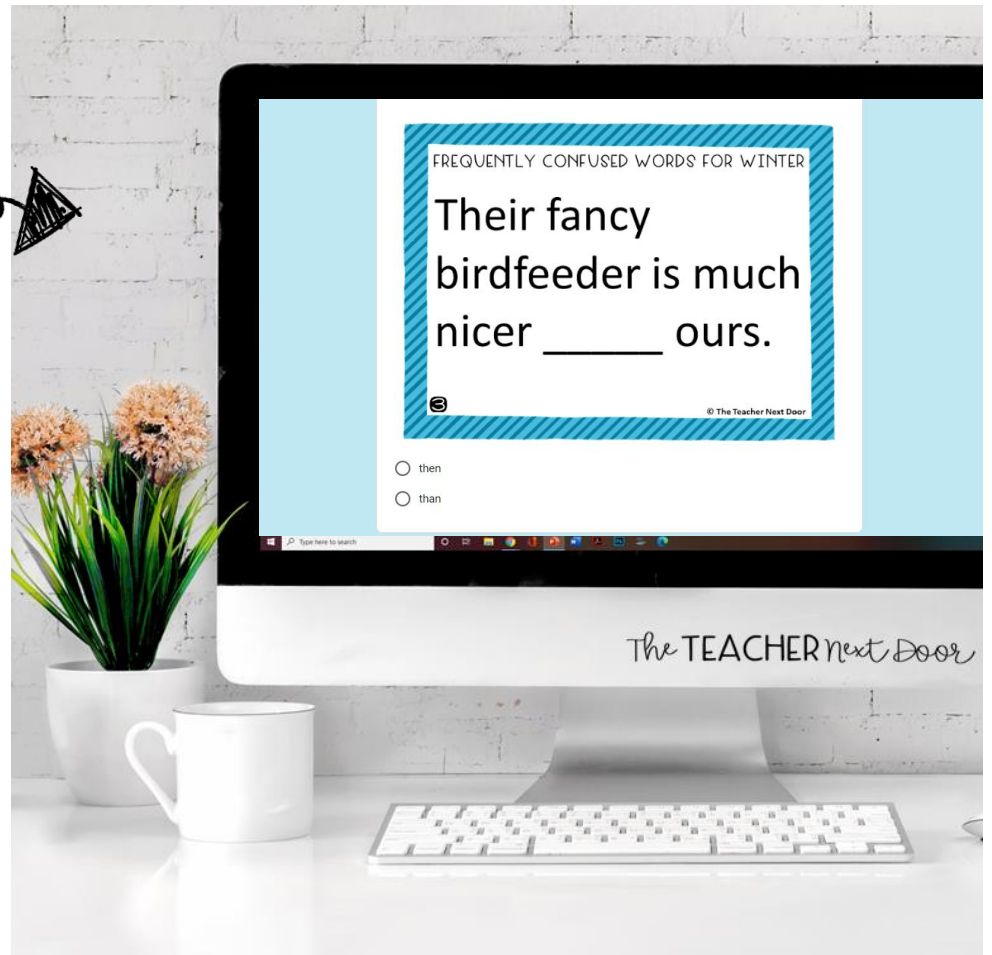 FREQUENTLY CONFUSED WORDS FOR WINTER
Their fancy
birdfeeder is much
nicer _____ ours.
3
© The Teacher Next Door
then
than
Type here to search
The TEACHER Next Door